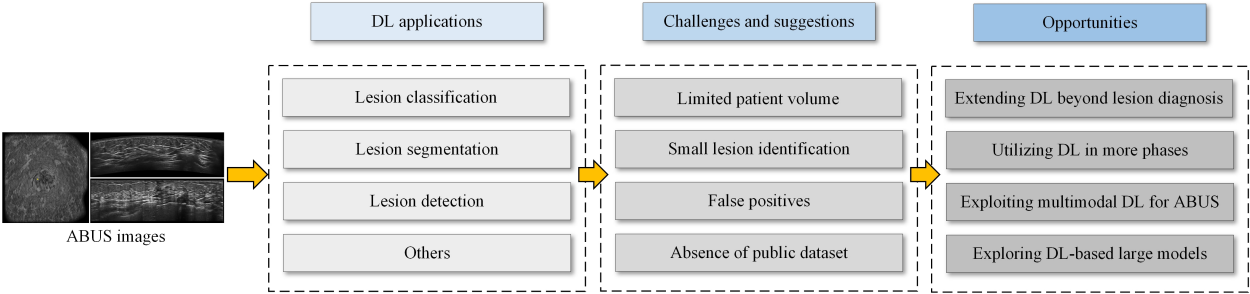 DL applications
Challenges and suggestions
Opportunities
ABUS images
Lesion classification
Lesion segmentation
Lesion detection
Others
Limited patient volume
Small lesion identification
False positives
Absence of public dataset
Extending DL beyond lesion diagnosis
Utilizing DL in more phases
Exploiting multimodal DL for ABUS
Exploring DL-based large models